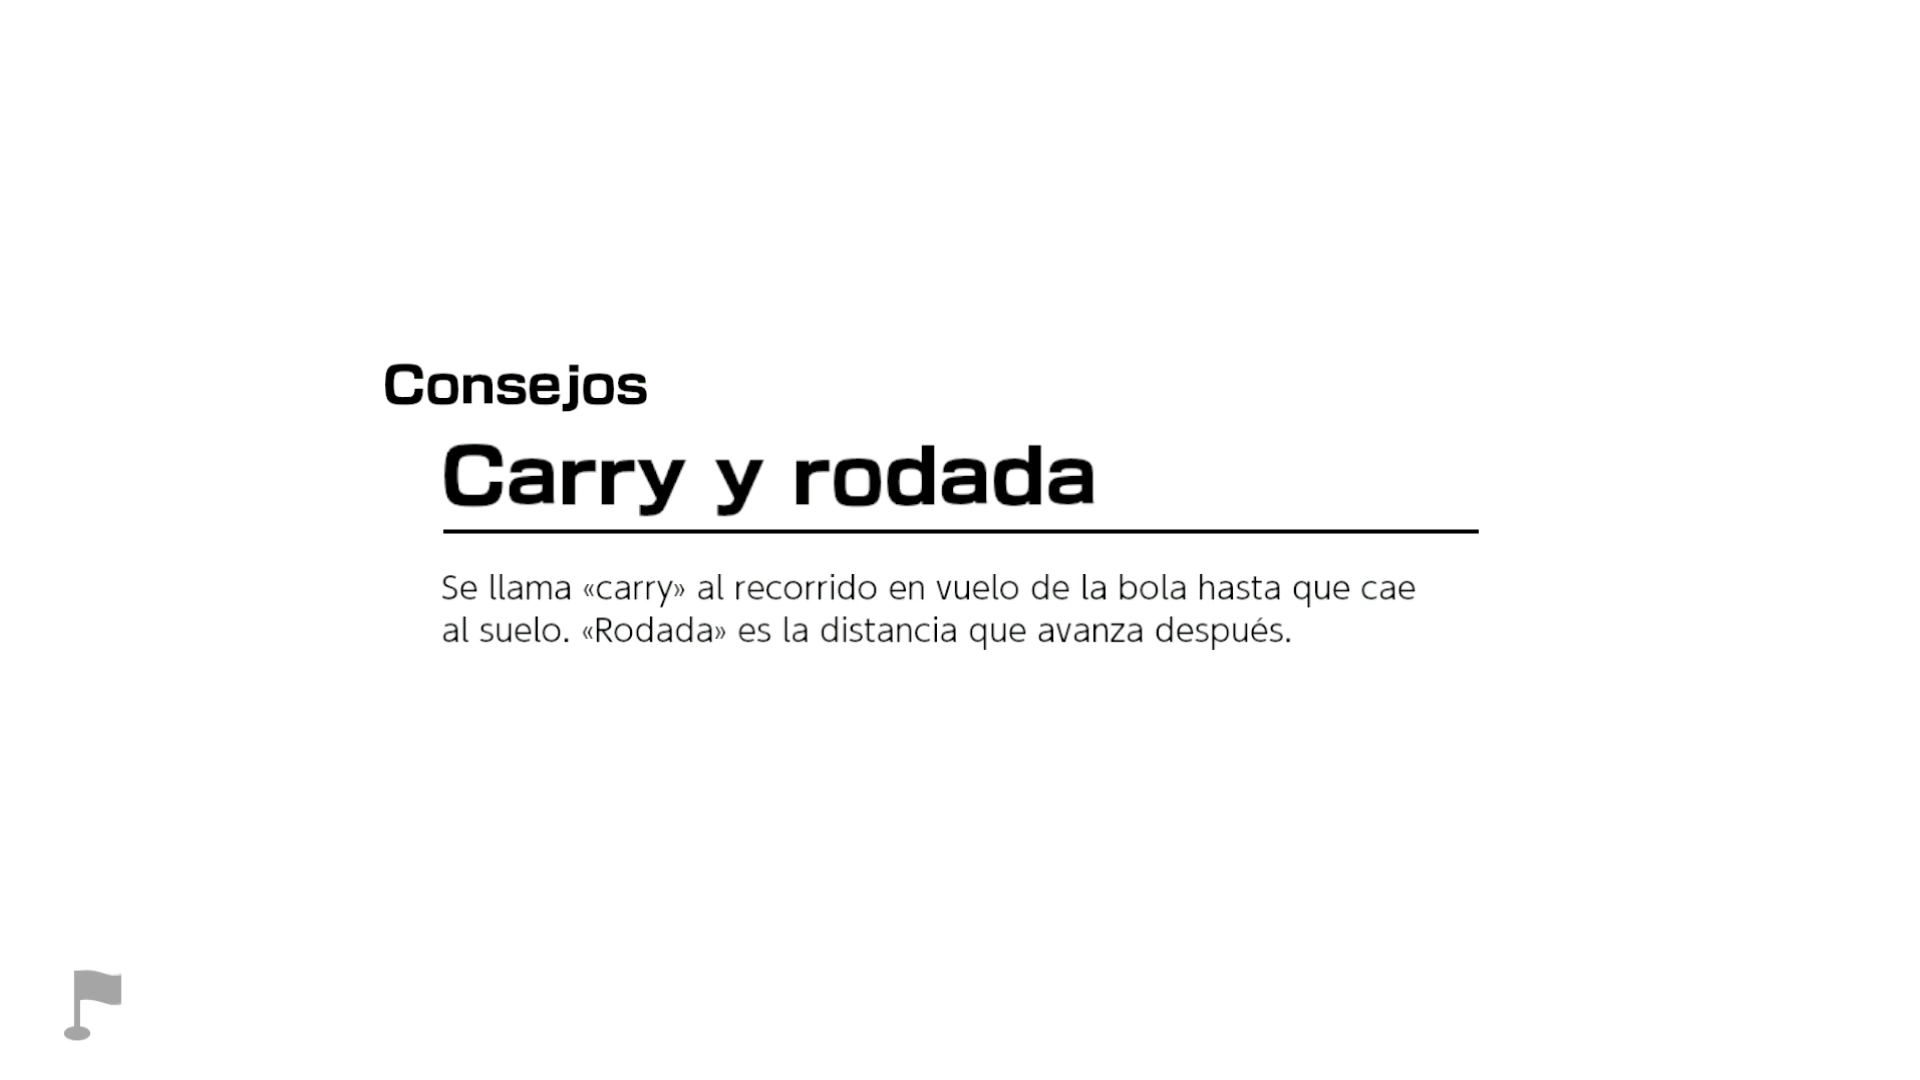 Consejos
Carry y rodada
Se llama «carry» al recorrido en vuelo de la bola hasta que cae
al suelo. «Rodada» es la distancia que avanza después.